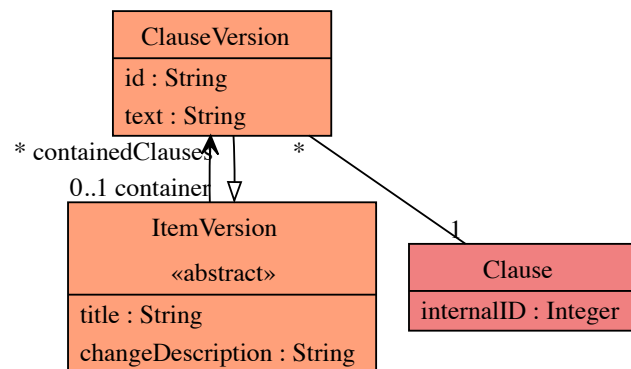 ClauseVersion
id : String
text : String
* containedClauses
*
0..1 container
1
ItemVersion
«abstract»
title : String
changeDescription : String
Clause
internalID : Integer